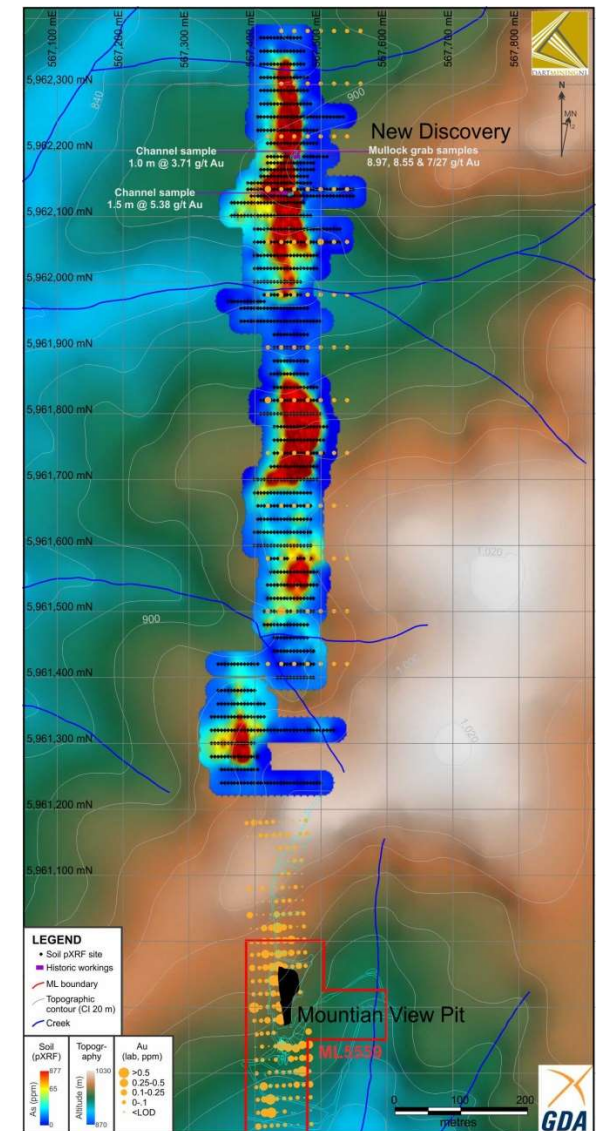 567,100 mE
567,200 mE
567,300 mE
567,400 mE
567,500 mE
567,600 mE
567,700 mE
567,800 mE
DARTMININGNL
N
MN
12
5,962,300 mN
5,962,200 mN
5,962,100 mN
5,962,000 mN
5,961,900 mN
5,961,800 mN
5,961,700 mN
5,961,600 mN
5,961,500 mN
5,961,400 mN
5,961,300 mN
5,961,200 mN
5,961,100 mN
840
900
New Discovery
Channel sample
1.0 m @ 3.71 g/t Au
Mullock grab samples
8.97, 8.55 & 7/27 g/t Au
Channel sample
1.5 m @ 5.38 g/t Au
1,020
900
1,020
Mountian View Pit
ML5559
LEGEND
Soil pXRF site
Historic workings
ML boundary
Topographic
contour (CI 20 m)
Creek
Soil
(pXRF)
As (ppm)
877
65
0
Topogr-
aphy
Altitude (m)
1030
870
Au
(lab, ppm)
>0.5
0.25-0.5
0.1-0.25
0-.1
<LOD
0
100
200
metres
GDA